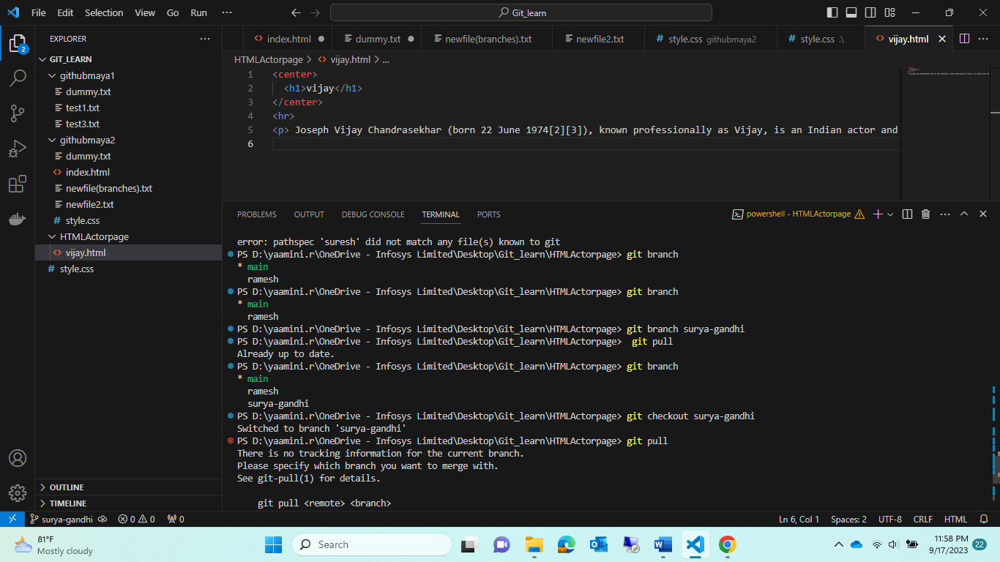 File Edit Selection View Go Run ···
Git_learn
EXPLORER ···
index.html
dummy.txt
newfile(branches).txt
newfile2.txt
# style.css githubmaya2
# style.css .\
vijay.html
2
GIT_LEARN
githubmaya1
dummy.txt
test1.txt
test3.txt
githubmaya2
dummy.txt
index.html
newfile(branches).txt
newfile2.txt
# style.css
HTMLActorpage
vijay.html
# style.css
OUTLINE
TIMELINE
HTMLActorpage > vijay.html > ...
1 <center>
2 <h1>vijay</h1>
3 </center>
4 <hr>
5 <p> Joseph Vijay Chandrasekhar (born 22 June 1974[2][3]), known professionally as Vijay, is an Indian actor and
6
PROBLEMS OUTPUT DEBUG CONSOLE TERMINAL PORTS
powershell - HTMLActorpage
error: pathspec 'suresh' did not match any file(s) known to git
PS D:\yaamini.r\OneDrive - Infosys Limited\Desktop\Git_learn\HTMLActorpage> git branch
* main
ramesh
PS D:\yaamini.r\OneDrive - Infosys Limited\Desktop\Git_learn\HTMLActorpage> git branch
* main
ramesh
PS D:\yaamini.r\OneDrive - Infosys Limited\Desktop\Git_learn\HTMLActorpage> git branch surya-gandhi
PS D:\yaamini.r\OneDrive - Infosys Limited\Desktop\Git_learn\HTMLActorpage>  git pull
Already up to date.
PS D:\yaamini.r\OneDrive - Infosys Limited\Desktop\Git_learn\HTMLActorpage> git branch
* main
ramesh
surya-gandhi
PS D:\yaamini.r\OneDrive - Infosys Limited\Desktop\Git_learn\HTMLActorpage> git checkout surya-gandhi
Switched to branch 'surya-gandhi'
PS D:\yaamini.r\OneDrive - Infosys Limited\Desktop\Git_learn\HTMLActorpage> git pull
There is no tracking information for the current branch.
Please specify which branch you want to merge with.
See git-pull(1) for details.
git pull <remote> <branch>
surya-gandhi 0 0 0
Ln 6, Col 1 Spaces: 2 UTF-8 CRLF HTML
81°F
Mostly cloudy
Search
11:58 PM
9/17/2023
22